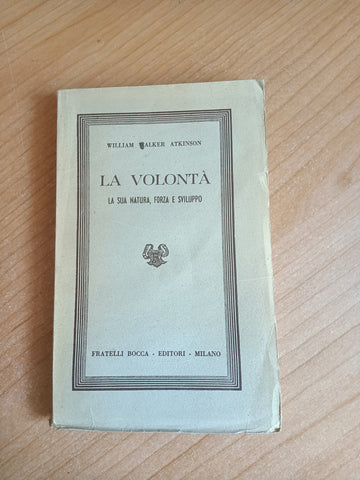 WILLIAM WALKER ATKINSON
LA VOLONTÀ
LA SUA NATURA, FORZA E SVILUPPO
FRATELLI BOCCA - EDITORI - MILANO